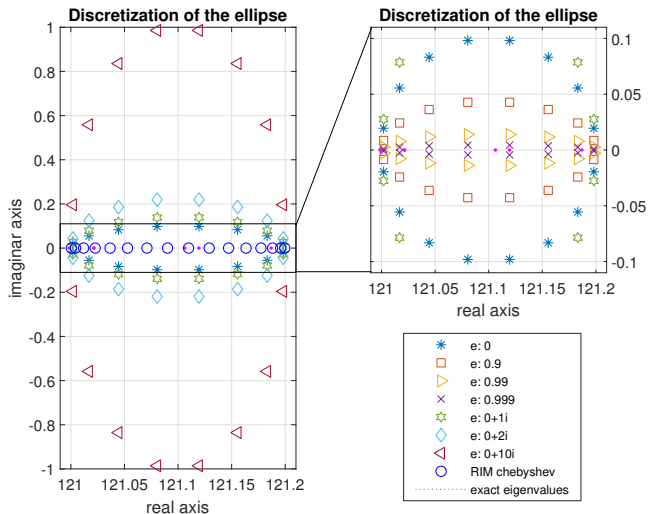 Discretization of the ellipse
1
0.8
0.6
0.4
0.2
0
-0.2
-0.4
-0.6
-0.8
-1
imaginar axis
121 121.05 121.1 121.15 121.2
real axis
Discretization of the ellipse
0.1
0.05
0
-0.05
-0.1
121 121.05 121.1 121.15 121.2
real axis
e: 0
e: 0.9
e: 0.99
e: 0.999
e: 0+1i
e: 0+2i
e: 0+10i
RIM chebyshev
exact eigenvalues